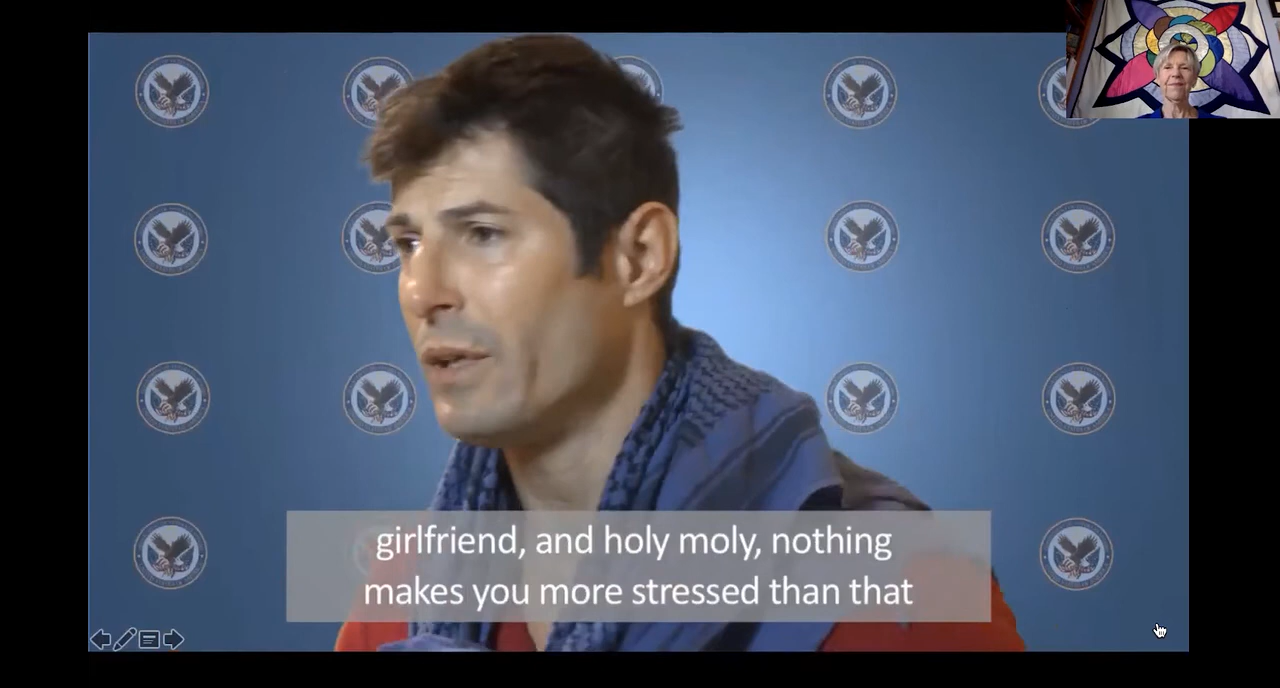 girlfriend, and holy moly, nothing
makes you more stressed than that